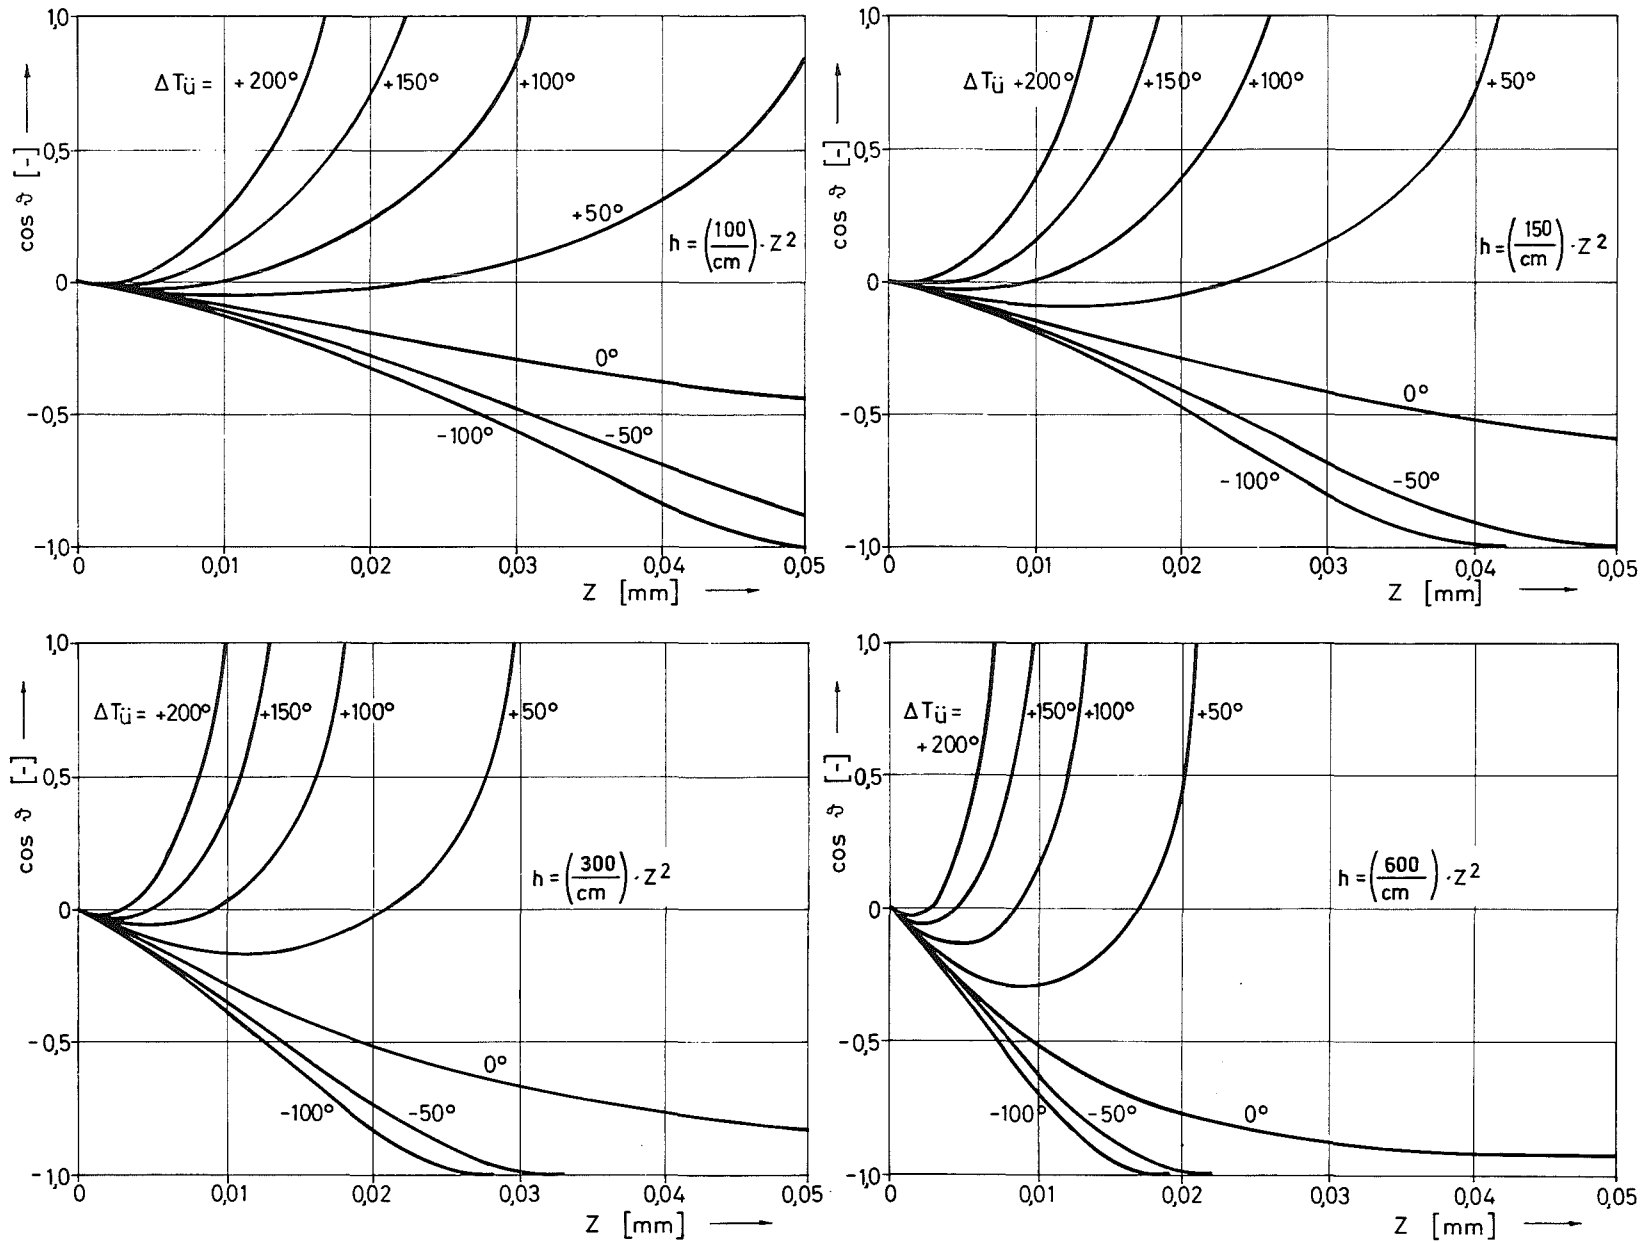 1,0
ΔTü = +200°
+150°
+100°
cos ϑ [-]
0,5
+50°
h = (100/cm) · Z²
0
0°
-0,5
-100°
-50°
-1,0
0 0,01 0,02 0,03 0,04 0,05
Z [mm]
1,0
ΔTü +200°
+150°
+100°
+50°
cos ϑ [-]
0,5
h = (150/cm) · Z²
0
0°
-0,5
-100°
-50°
-1,0
0 0,01 0,02 0,03 0,04 0,05
Z [mm]
1,0
ΔTü = +200°
+150°
+100°
+50°
cos ϑ [-]
0,5
h = (300/cm) · Z²
0
-0,5
0°
-100°
-50°
-1,0
0 0,01 0,02 0,03 0,04 0,05
Z [mm]
1,0
ΔTü =
+200°
+150°
+100°
+50°
cos ϑ [-]
0,5
h = (600/cm) · Z²
0
-0,5
-100°
-50°
0°
-1,0
0 0,01 0,02 0,03 0,04 0,05
Z [mm]